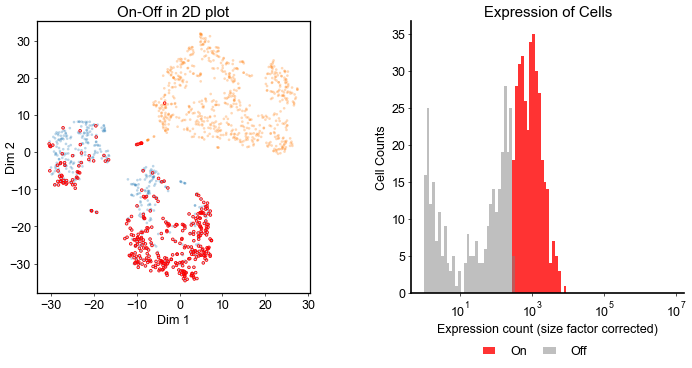 On-Off in 2D plot
30
20
10
0
−10
−20
−30
Dim 2
−30 −20 −10 0 10 20 30
Dim 1
Expression of Cells
35
30
25
20
15
10
5
0
Cell Counts
10^1 10^3 10^5 10^7
Expression count (size factor corrected)
On Off